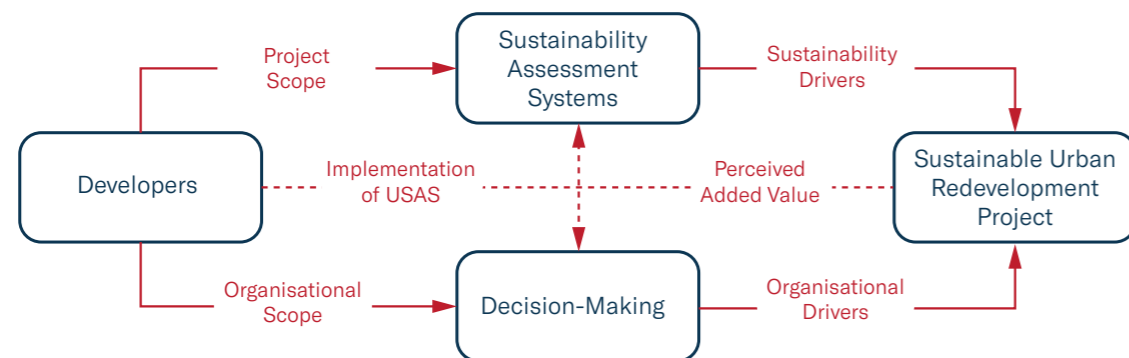 Project
Scope
Sustainability
Assessment
Systems
Sustainability
Drivers
Developers
Implementation
of USAS
Perceived
Added Value
Sustainable Urban
Redevelopment
Project
Organisational
Scope
Decision-Making
Organisational
Drivers